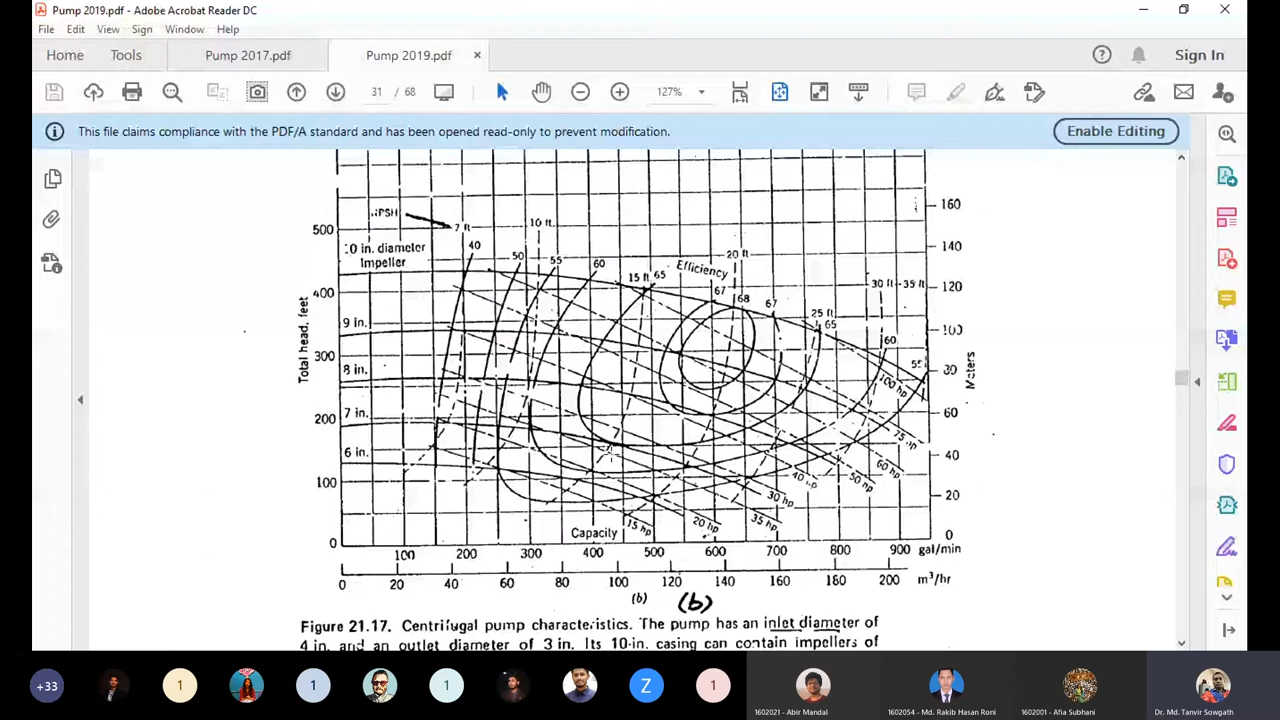 Pump 2019.pdf - Adobe Acrobat Reader DC
File Edit View Sign Window Help
Home Tools Pump 2017.pdf Pump 2019.pdf Sign In
31 / 68 127%
This file claims compliance with the PDF/A standard and has been opened read-only to prevent modification. Enable Editing
160
NPSH 7 ft 10 ft
500
10 in. diameter 40 140
Impeller 50 55 60 15 ft 65 Efficiency 20 ft
400 67 68 67 30 ft 35 ft 120
9 in. 25 ft 65 100
300 60 55 80
8 in. 100 hp
200 60
7 in. 75 hp
6 in. 40
100 60 hp 50 hp 40 hp
30 hp 20
15 hp 20 hp 35 hp
Capacity
0 0
Total head, feet
Meters
100 200 300 400 500 600 700 800 900 gal/min
0 20 40 60 80 100 120 140 160 180 200 m³/hr
(b) (b)
Figure 21.17. Centrifugal pump characteristics. The pump has an inlet diameter of
4 in. and an outlet diameter of 3 in. Its 10-in. casing can contain impellers of
+33 1 1 1 Z 1
1602021 - Abir Mandal 1602054 - Md. Rakib Hasan Roni 1602001 - Afia Subhani Dr. Md. Tanvir Sowgath